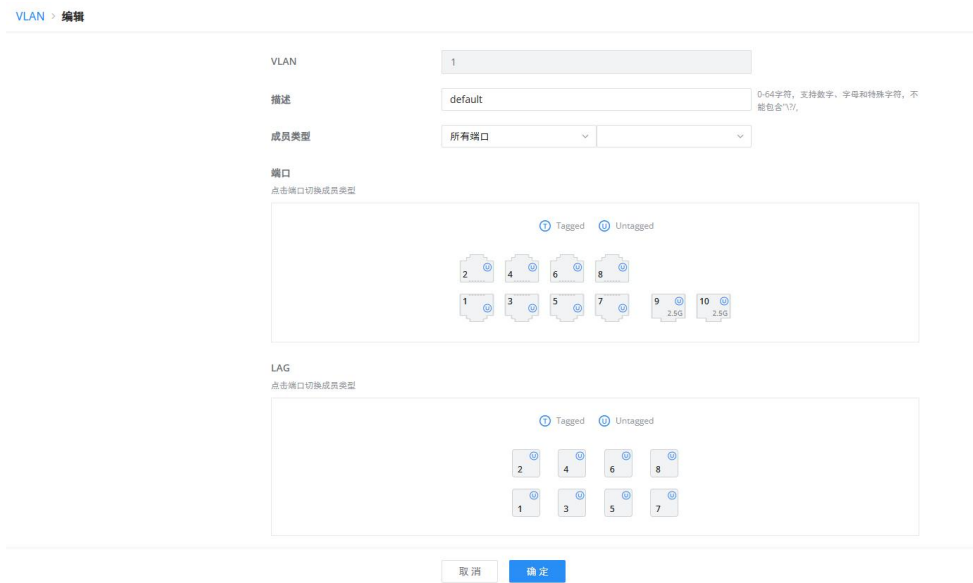 VLAN > 编辑
VLAN
1
描述
default
0-64字符，支持数字、字母和特殊字符，不
能包含"\?/,
成员类型
所有端口
端口
点击端口切换成员类型
T Tagged U Untagged
2 U 4 U 6 U 8 U
1 U 3 U 5 U 7 U 9 U 2.5G 10 U 2.5G
LAG
点击端口切换成员类型
T Tagged U Untagged
2 U 4 U 6 U 8 U
1 U 3 U 5 U 7 U
取消 确定